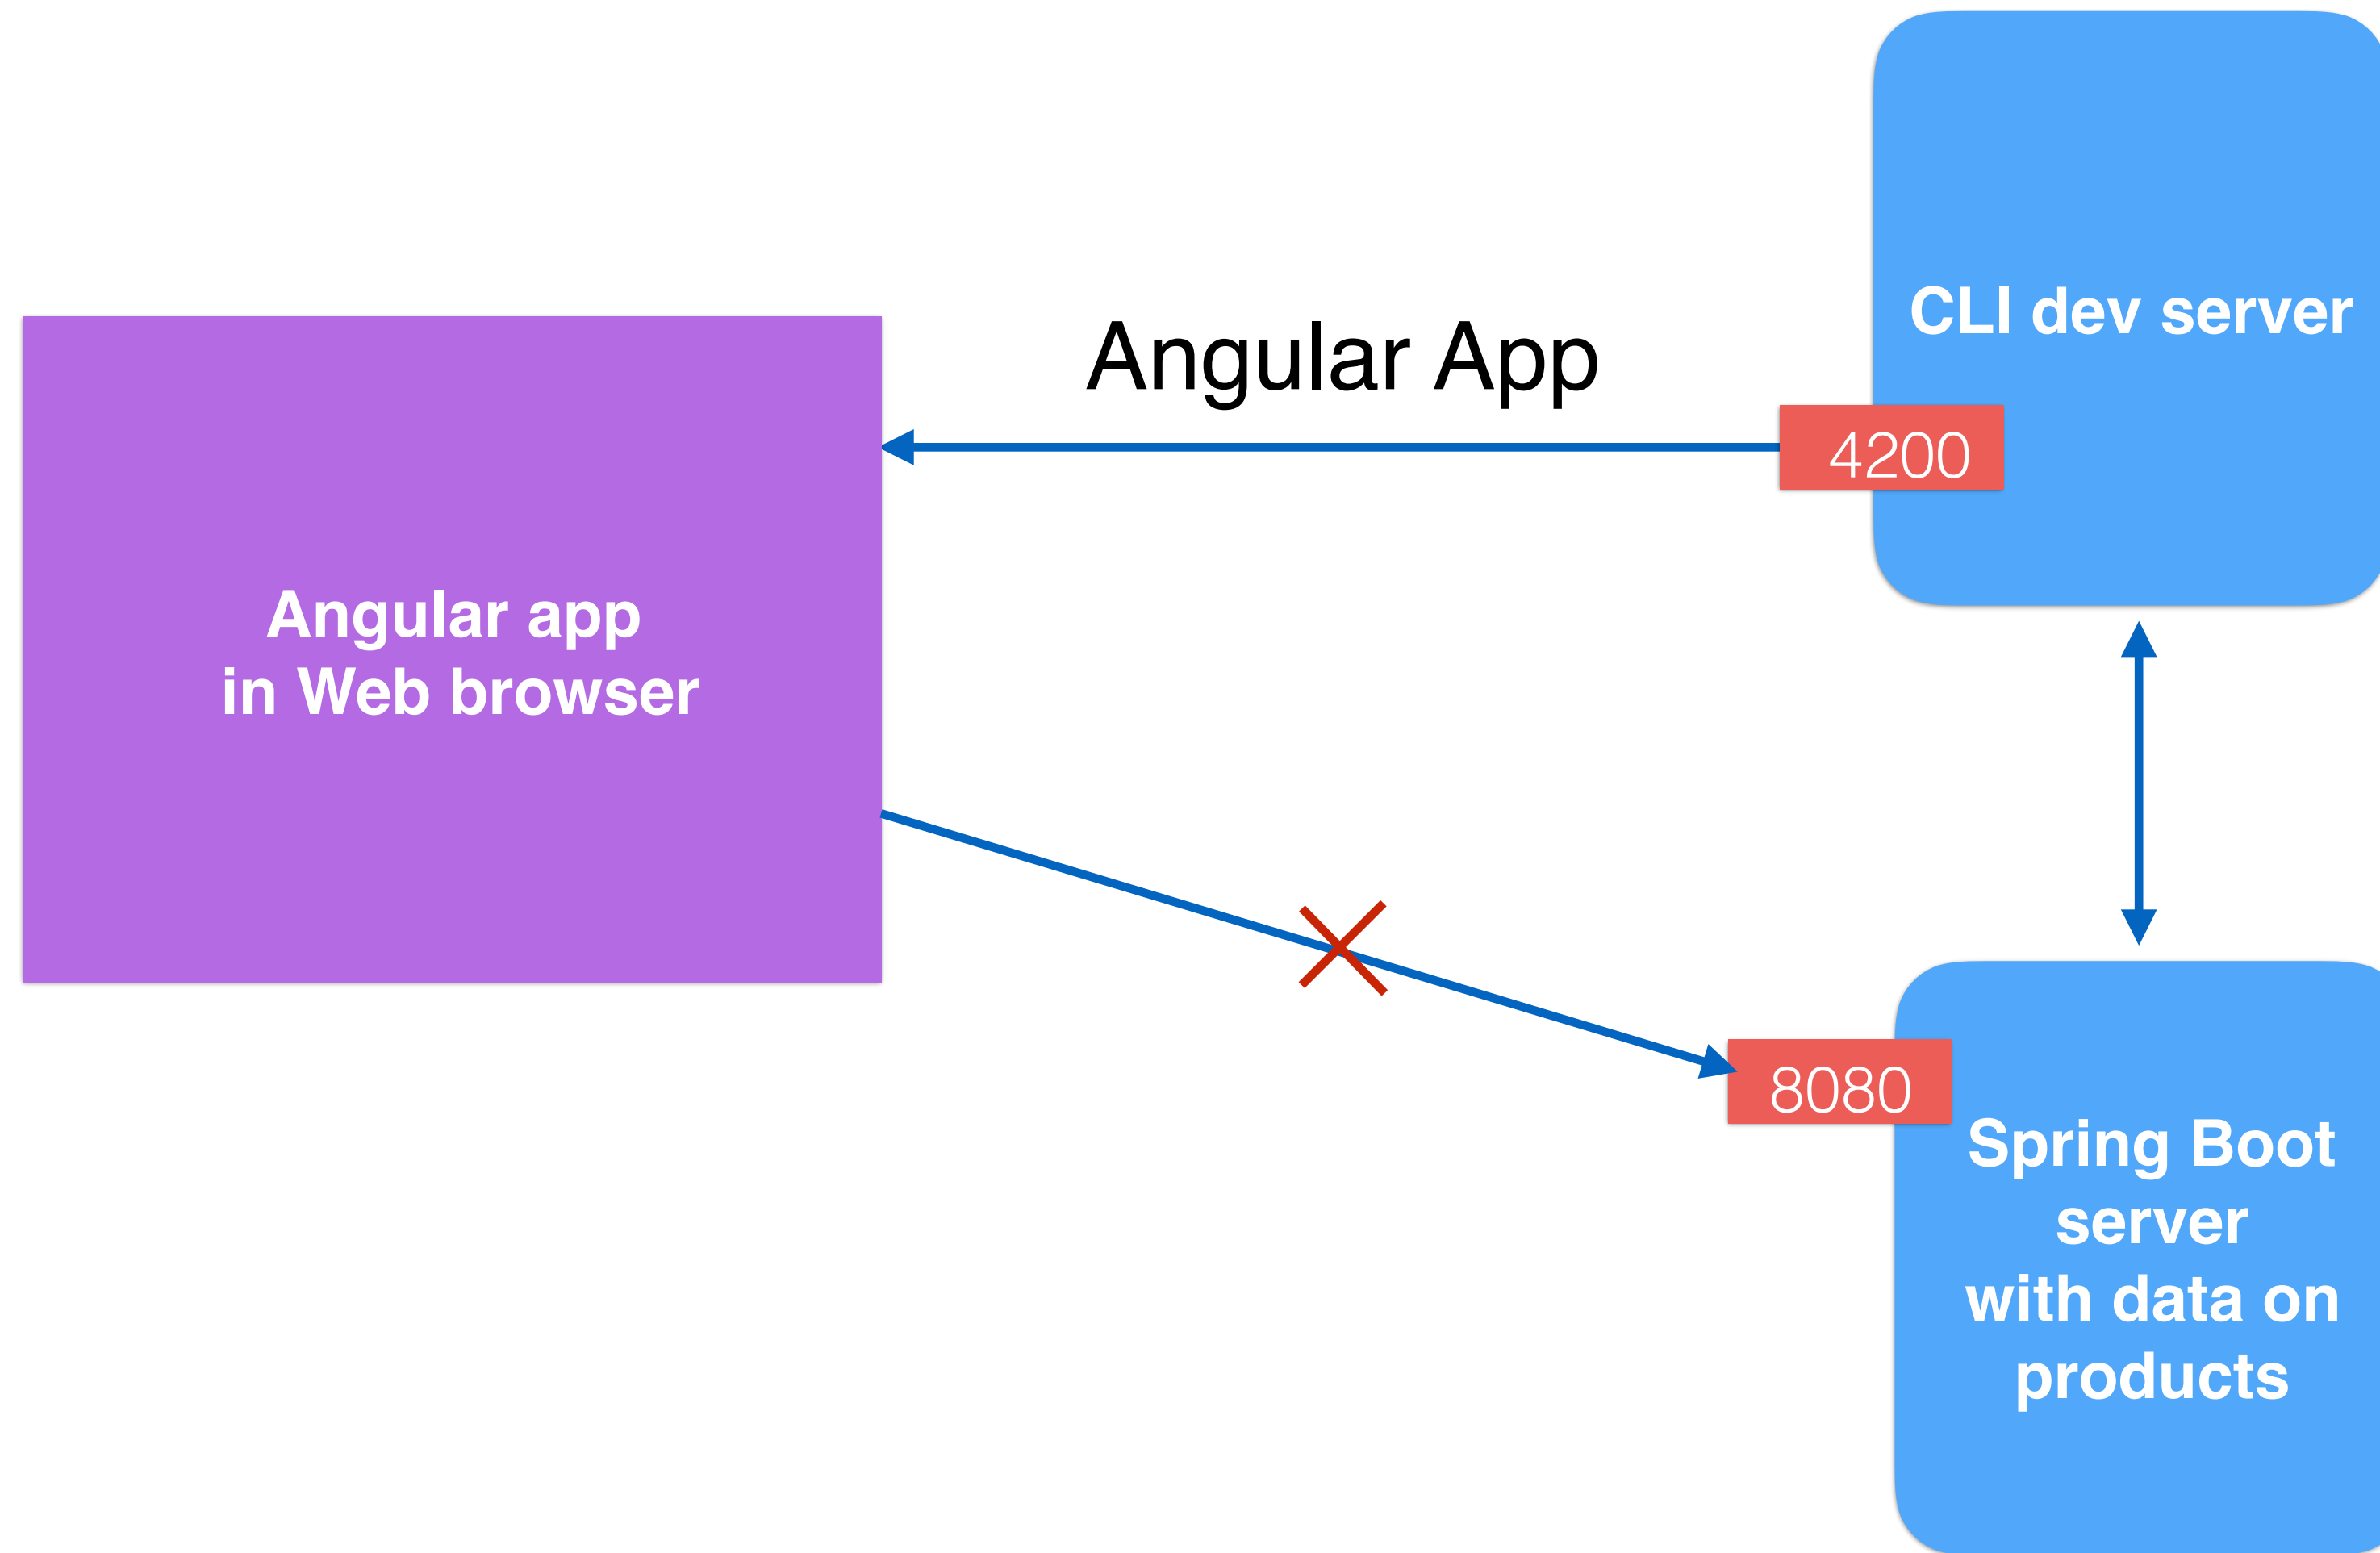 CLI dev server
Angular App
4200
Angular app
in Web browser
8080
Spring Boot
server
with data on
products